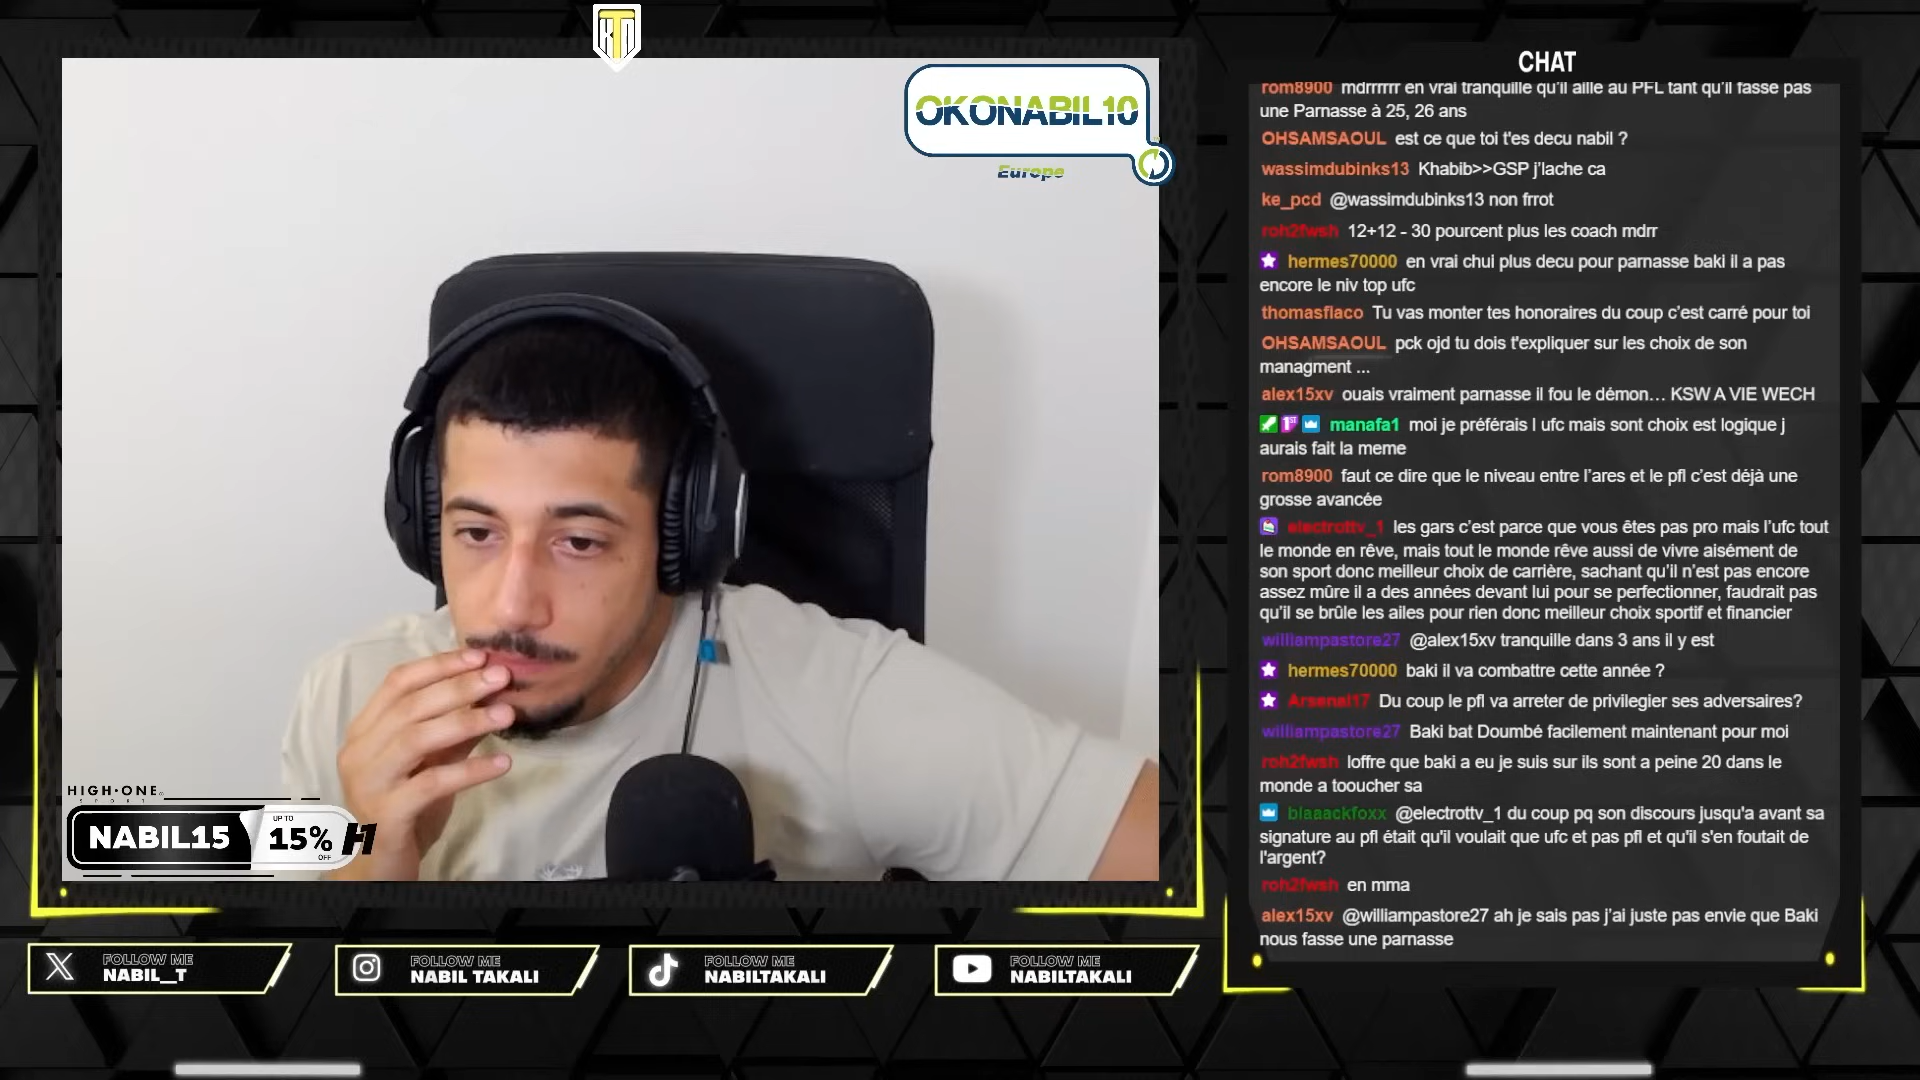 KTN
OKONABIL10
Europe
HIGH·ONE
SPORT
NABIL15
UP TO
15%
OFF
H1
FOLLOW ME
NABIL__T
FOLLOW ME
NABIL TAKALI
FOLLOW ME
NABILTAKALI
FOLLOW ME
NABILTAKALI
CHAT
rom8900 mdrrrrrr en vrai tranquille qu'il aille au PFL tant qu'il fasse pas
une Parnasse à 25, 26 ans
OHSAMSAOUL est ce que toi t'es decu nabil ?
wassimdubinks13 Khabib>>GSP j'lache ca
ke_pcd @wassimdubinks13 non frrot
roh2fwsh 12+12 - 30 pourcent plus les coach mdrr
hermes70000 en vrai chui plus decu pour parnasse baki il a pas
encore le niv top ufc
thomasflaco Tu vas monter tes honoraires du coup c'est carré pour toi
OHSAMSAOUL pck ojd tu dois t'expliquer sur les choix de son
managment ...
alex15xv ouais vraiment parnasse il fou le démon… KSW A VIE WECH
manafa1 moi je préférais l ufc mais sont choix est logique j
aurais fait la meme
rom8900 faut ce dire que le niveau entre l'ares et le pfl c'est déjà une
grosse avancée
electrottv_1 les gars c'est parce que vous êtes pas pro mais l'ufc tout
le monde en rêve, mais tout le monde rêve aussi de vivre aisément de
son sport donc meilleur choix de carrière, sachant qu'il n'est pas encore
assez mûre il a des années devant lui pour se perfectionner, faudrait pas
qu'il se brûle les ailes pour rien donc meilleur choix sportif et financier
williampastore27 @alex15xv tranquille dans 3 ans il y est
hermes70000 baki il va combattre cette année ?
Arsenal17 Du coup le pfl va arreter de privilegier ses adversaires?
williampastore27 Baki bat Doumbé facilement maintenant pour moi
roh2fwsh loffre que baki a eu je suis sur ils sont a peine 20 dans le
monde a tooucher sa
blaaackfoxx @electrottv_1 du coup pq son discours jusqu'a avant sa
signature au pfl était qu'il voulait que ufc et pas pfl et qu'il s'en foutait de
l'argent?
roh2fwsh en mma
alex15xv @williampastore27 ah je sais pas j'ai juste pas envie que Baki
nous fasse une parnasse